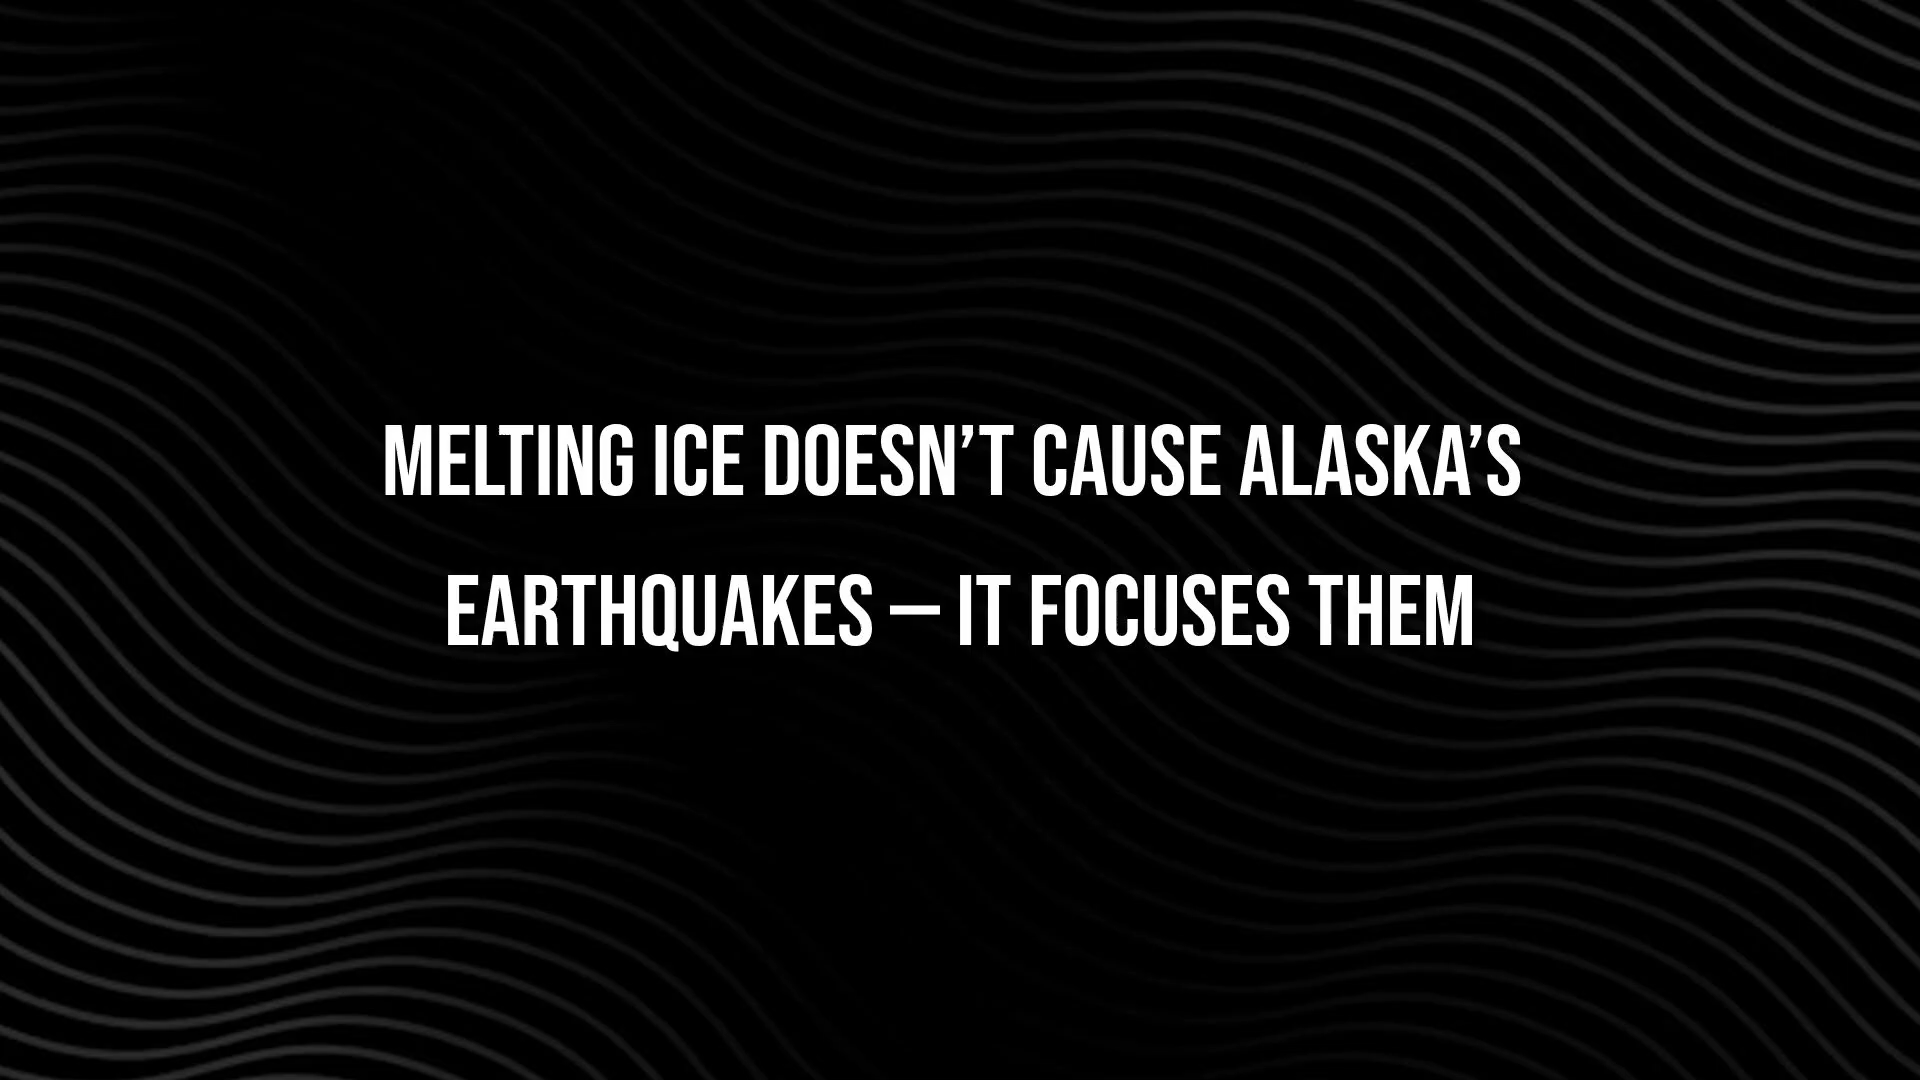 MELTING ICE DOESN’T CAUSE ALASKA’S
EARTHQUAKES — IT FOCUSES THEM